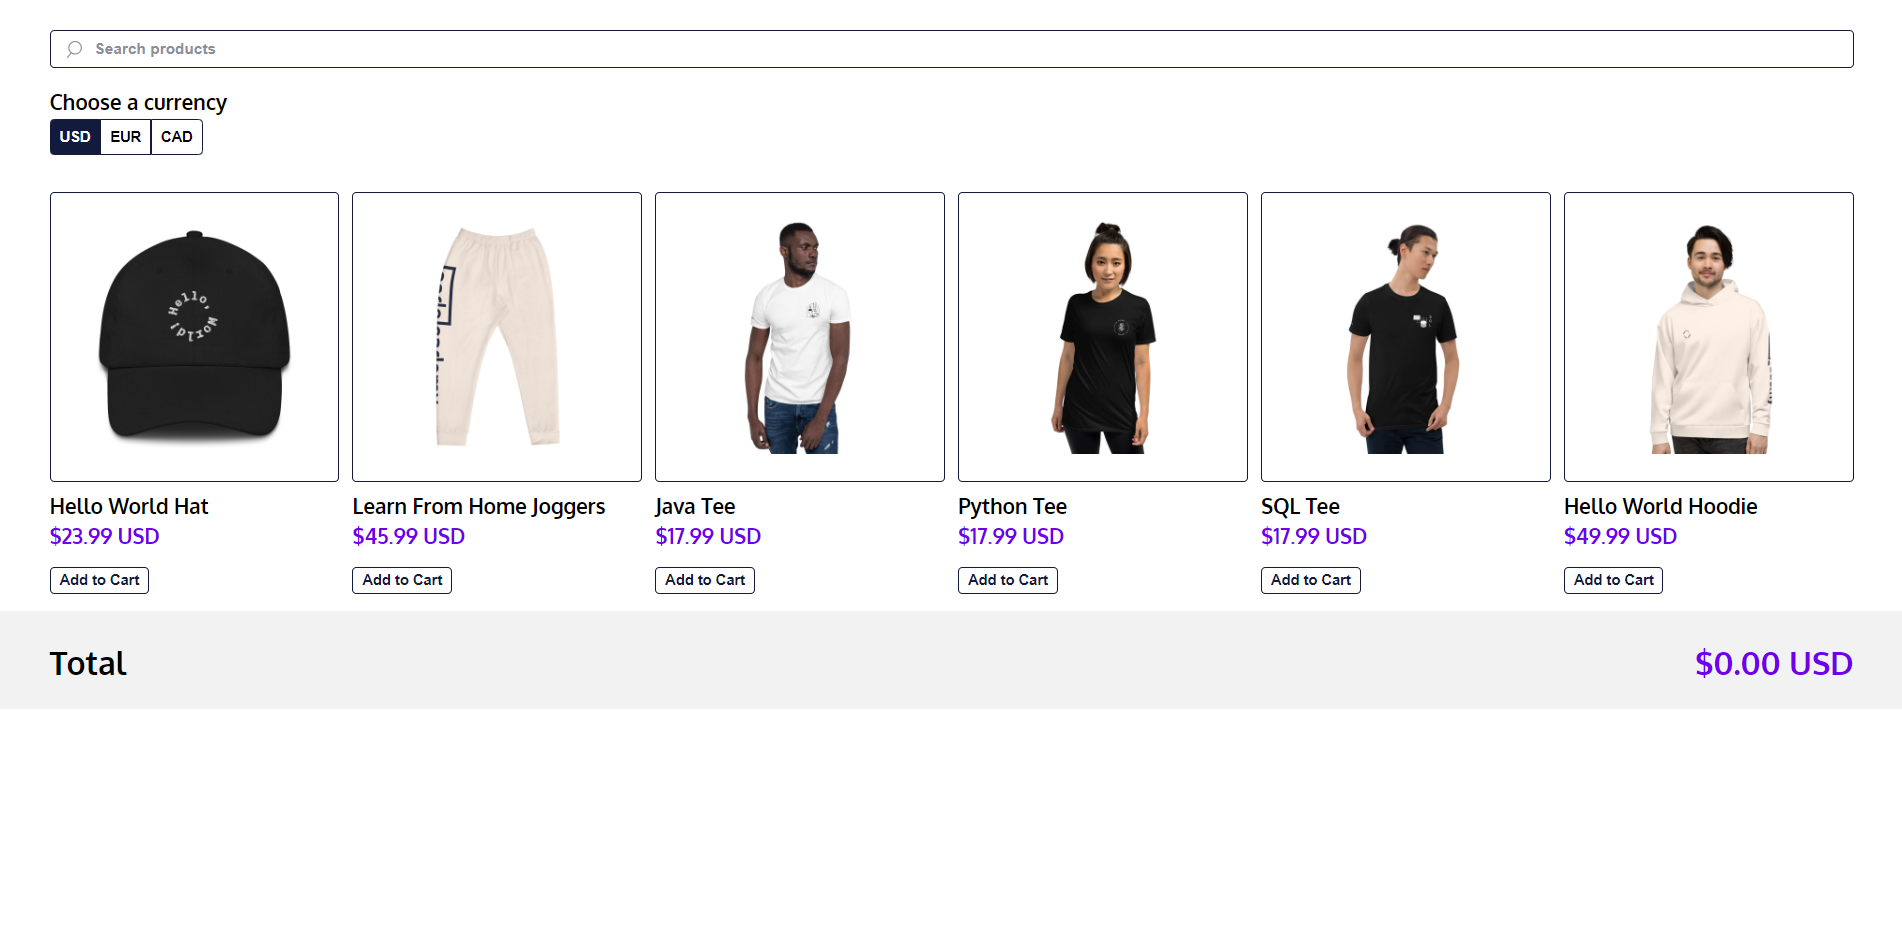 Search products
Choose a currency
USD EUR CAD
Hello, World!
Hello World Hat
$23.99 USD
Add to Cart
Learn From Home Joggers
$45.99 USD
Add to Cart
Java Tee
$17.99 USD
Add to Cart
Python Tee
$17.99 USD
Add to Cart
SQL Tee
$17.99 USD
Add to Cart
Hello World Hoodie
$49.99 USD
Add to Cart
Total
$0.00 USD